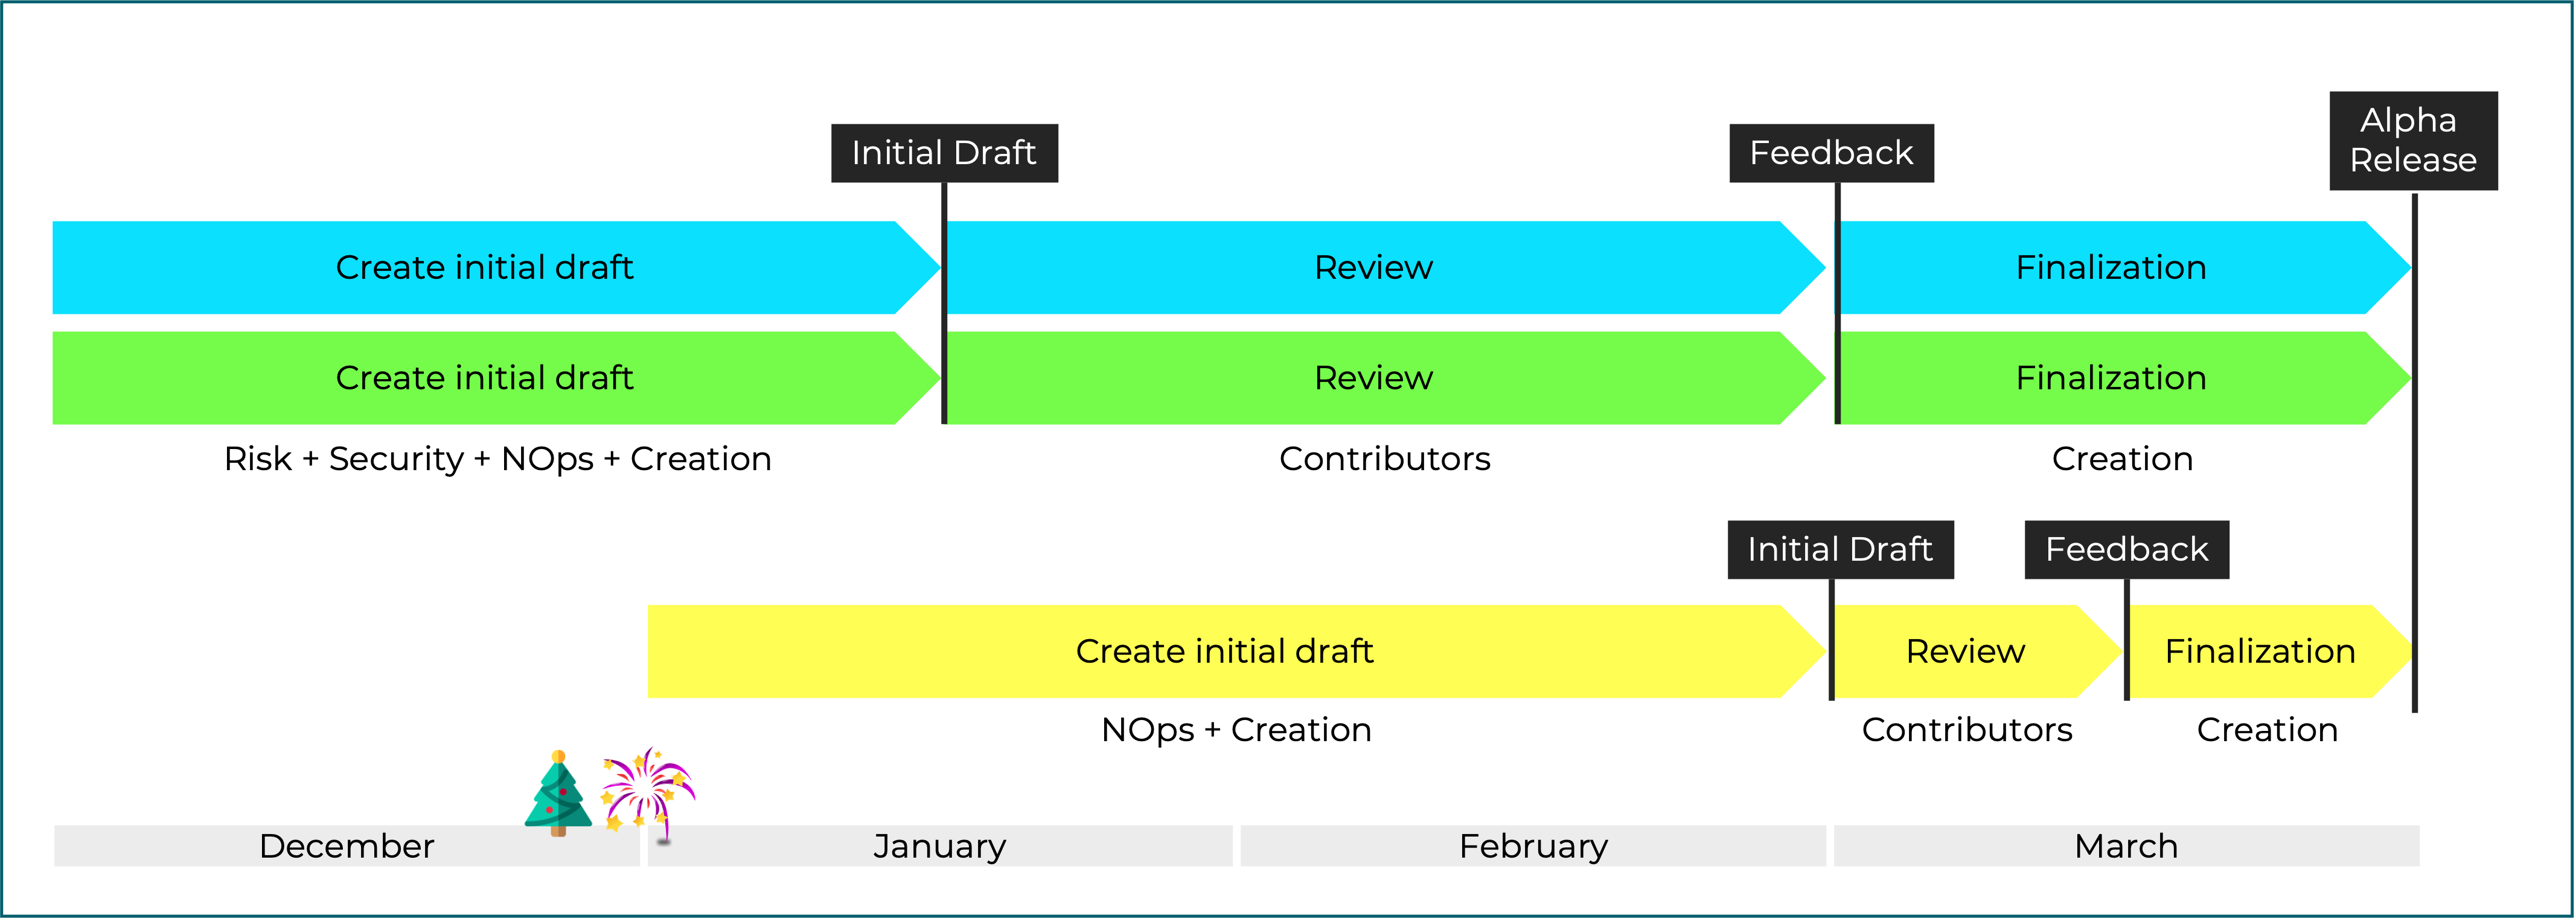 Alpha
Release
Initial Draft
Feedback
Create initial draft
Review
Finalization
Create initial draft
Review
Finalization
Risk + Security + NOps + Creation
Contributors
Creation
Initial Draft
Feedback
Create initial draft
Review
Finalization
NOps + Creation
Contributors
Creation
December
January
February
March